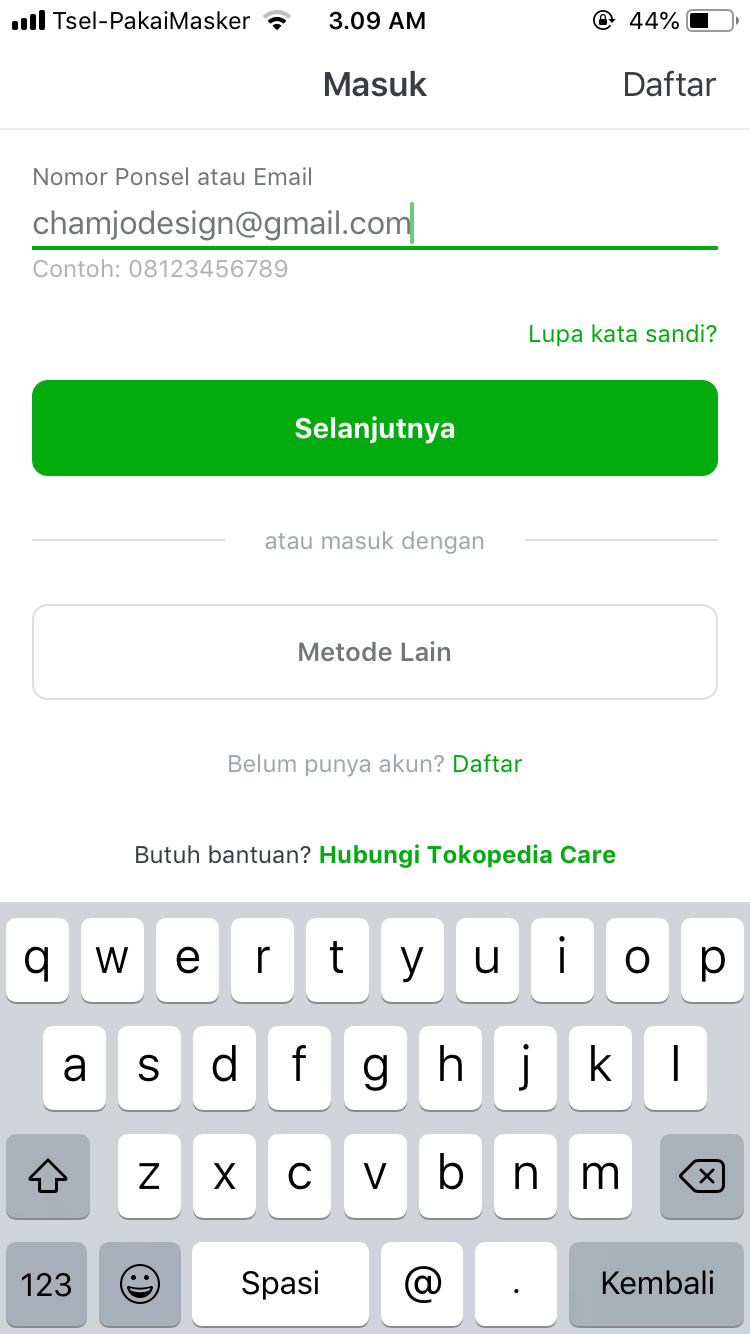 Tsel-PakaiMasker 3.09 AM 44%
Masuk Daftar
Nomor Ponsel atau Email
chamjodesign@gmail.com
Contoh: 08123456789
Lupa kata sandi?
Selanjutnya
atau masuk dengan
Metode Lain
Belum punya akun? Daftar
Butuh bantuan? Hubungi Tokopedia Care
q w e r t y u i o p
a s d f g h j k l
z x c v b n m
123 Spasi @ . Kembali